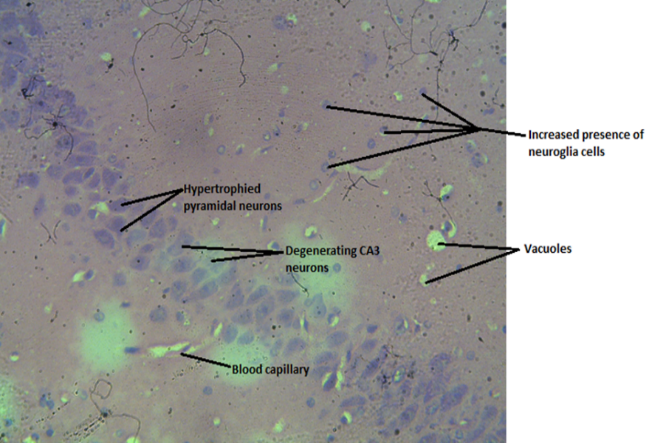 Increased presence of
neuroglia cells
Hypertrophied
pyramidal neurons
Degenerating CA3
neurons
Vacuoles
Blood capillary